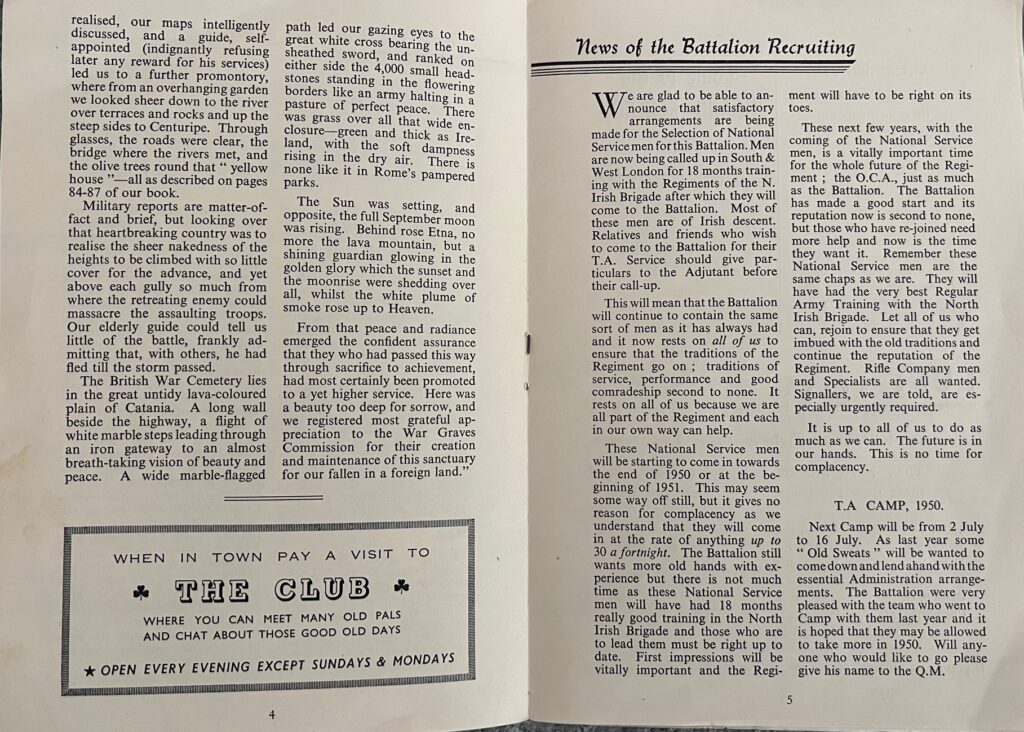 realised, our maps intelligently
discussed, and a guide, self-
appointed (indignantly refusing
later any reward for his services)
led us to a further promontory,
where from an overhanging garden
we looked sheer down to the river
over terraces and rocks and up the
steep sides to Centuripe. Through
glasses, the roads were clear, the
bridge where the rivers met, and
the olive trees round that " yellow
house "—all as described on pages
84-87 of our book.
Military reports are matter-of-
fact and brief, but looking over
that heartbreaking country was to
realise the sheer nakedness of the
heights to be climbed with so little
cover for the advance, and yet
above each gully so much from
where the retreating enemy could
massacre the assaulting troops.
Our elderly guide could tell us
little of the battle, frankly ad-
mitting that, with others, he had
fled till the storm passed.
The British War Cemetery lies
in the great untidy lava-coloured
plain of Catania. A long wall
beside the highway, a flight of
white marble steps leading through
an iron gateway to an almost
breath-taking vision of beauty and
peace. A wide marble-flagged
path led our gazing eyes to the
great white cross bearing the un-
sheathed sword, and ranked on
either side the 4,000 small head-
stones standing in the flowering
borders like an army halting in a
pasture of perfect peace. There
was grass over all that wide en-
closure—green and thick as Ire-
land, with the soft dampness
rising in the dry air. There is
none like it in Rome's pampered
parks.
The Sun was setting, and
opposite, the full September moon
was rising. Behind rose Etna, no
more the lava mountain, but a
shining guardian glowing in the
golden glory which the sunset and
the moonrise were shedding over
all, whilst the white plume of
smoke rose up to Heaven.
From that peace and radiance
emerged the confident assurance
that they who had passed this way
through sacrifice to achievement,
had most certainly been promoted
to a yet higher service. Here was
a beauty too deep for sorrow, and
we registered most grateful ap-
preciation to the War Graves
Commission for their creation
and maintenance of this sanctuary
for our fallen in a foreign land."
WHEN IN TOWN PAY A VISIT TO
THE CLUB
WHERE YOU CAN MEET MANY OLD PALS
AND CHAT ABOUT THOSE GOOD OLD DAYS
★ OPEN EVERY EVENING EXCEPT SUNDAYS & MONDAYS
4
News of the Battalion Recruiting
We are glad to be able to an-
nounce that satisfactory
arrangements are being
made for the Selection of National
Service men for this Battalion. Men
are now being called up in South &
West London for 18 months train-
ing with the Regiments of the N.
Irish Brigade after which they will
come to the Battalion. Most of
these men are of Irish descent.
Relatives and friends who wish
to come to the Battalion for their
T.A. Service should give par-
ticulars to the Adjutant before
their call-up.
This will mean that the Battalion
will continue to contain the same
sort of men as it has always had
and it now rests on all of us to
ensure that the traditions of the
Regiment go on ; traditions of
service, performance and good
comradeship second to none. It
rests on all of us because we are
all part of the Regiment and each
in our own way can help.
These National Service men
will be starting to come in towards
the end of 1950 or at the be-
ginning of 1951. This may seem
some way off still, but it gives no
reason for complacency as we
understand that they will come
in at the rate of anything up to
30 a fortnight. The Battalion still
wants more old hands with ex-
perience but there is not much
time as these National Service
men will have had 18 months
really good training in the North
Irish Brigade and those who are
to lead them must be right up to
date. First impressions will be
vitally important and the Regi-
ment will have to be right on its
toes.
These next few years, with the
coming of the National Service
men, is a vitally important time
for the whole future of the Regi-
ment ; the O.C.A., just as much
as the Battalion. The Battalion
has made a good start and its
reputation now is second to none,
but those who have re-joined need
more help and now is the time
they want it. Remember these
National Service men are the
same chaps as we are. They will
have had the very best Regular
Army Training with the North
Irish Brigade. Let all of us who
can, rejoin to ensure that they get
imbued with the old traditions and
continue the reputation of the
Regiment. Rifle Company men
and Specialists are all wanted.
Signallers, we are told, are es-
pecially urgently required.
It is up to all of us to do as
much as we can. The future is in
our hands. This is no time for
complacency.
T.A CAMP, 1950.
Next Camp will be from 2 July
to 16 July. As last year some
" Old Sweats " will be wanted to
come down and lend ahand with the
essential Administration arrange-
ments. The Battalion were very
pleased with the team who went to
Camp with them last year and it
is hoped that they may be allowed
to take more in 1950. Will any-
one who would like to go please
give his name to the Q.M.
5